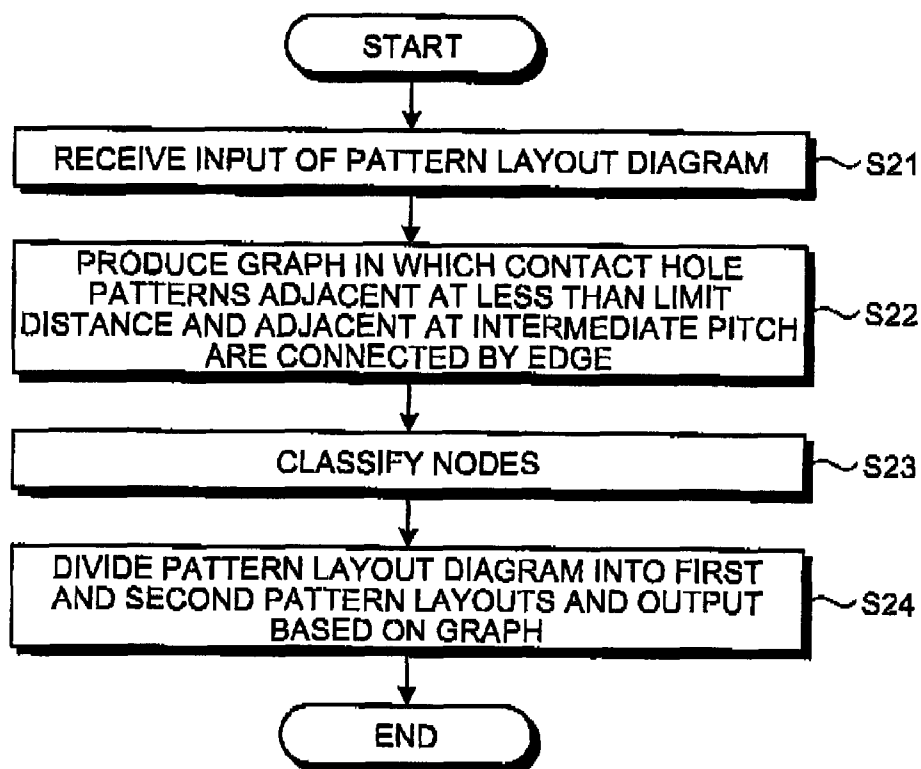 START
RECEIVE INPUT OF PATTERN LAYOUT DIAGRAM
S21
PRODUCE GRAPH IN WHICH CONTACT HOLE
PATTERNS ADJACENT AT LESS THAN LIMIT
DISTANCE AND ADJACENT AT INTERMEDIATE PITCH
ARE CONNECTED BY EDGE
S22
CLASSIFY NODES
S23
DIVIDE PATTERN LAYOUT DIAGRAM INTO FIRST
AND SECOND PATTERN LAYOUTS AND OUTPUT
BASED ON GRAPH
S24
END